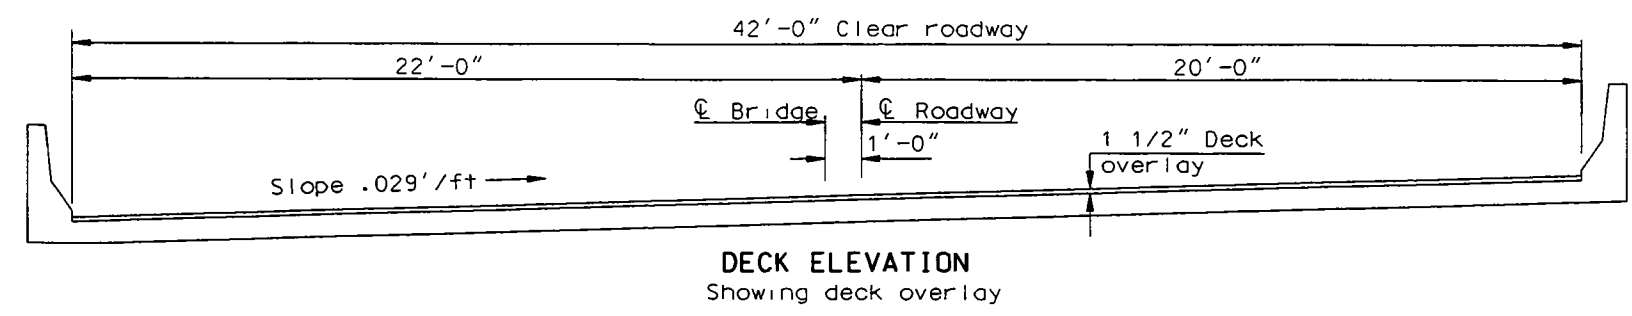 42'-0" Clear roadway
22'-0"
20'-0"
℄ Bridge
℄ Roadway
1'-0"
1 1/2" Deck
overlay
Slope .029'/ft
DECK ELEVATION
Showing deck overlay